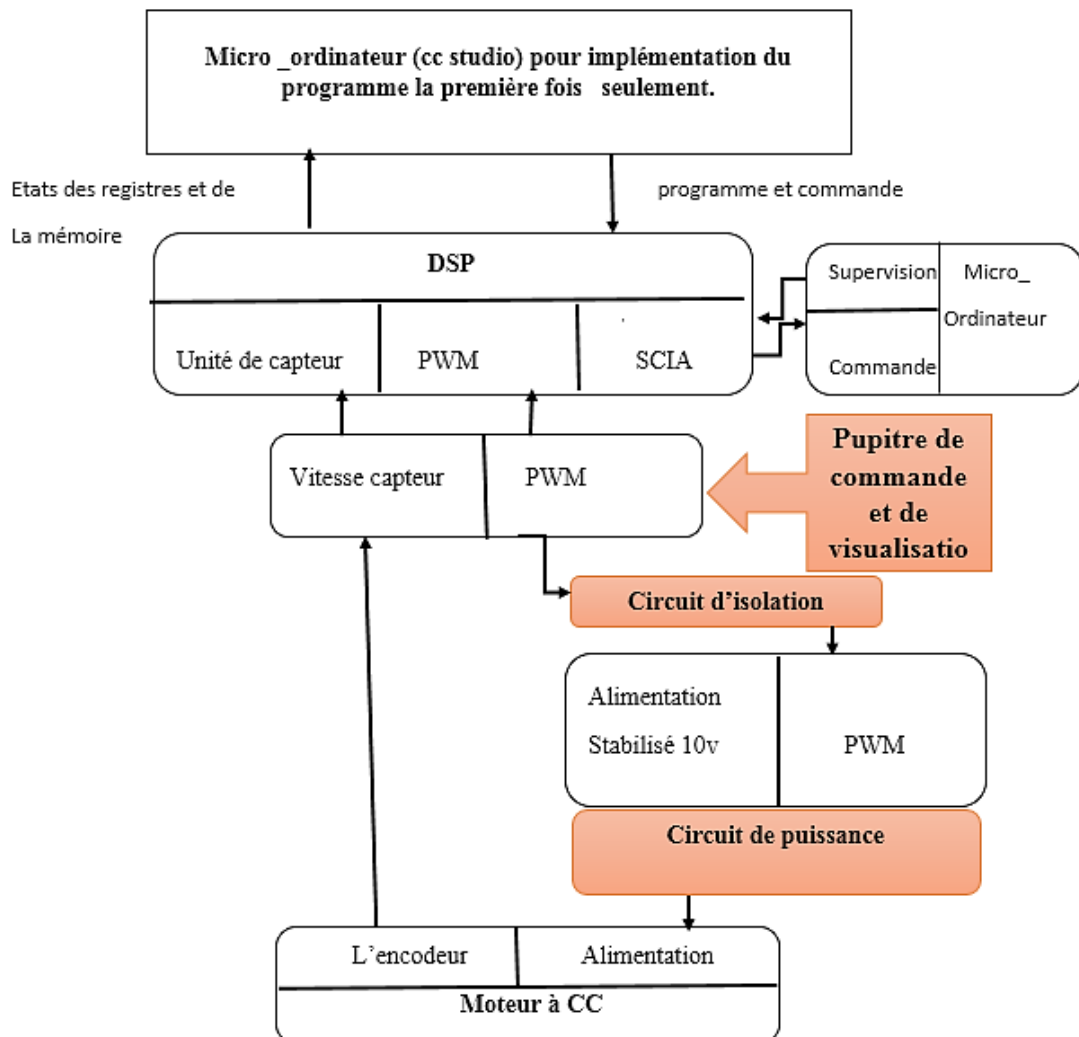 Micro _ordinateur (cc studio) pour implémentation du
programme la première fois seulement.
Etats des registres et de
La mémoire
programme et commande
DSP
Unité de capteur
PWM
SCIA
Supervision
Commande
Micro_
Ordinateur
Vitesse capteur
PWM
Pupitre de
commande
et de
visualisatio
Circuit d’isolation
Alimentation
Stabilisé 10v
PWM
Circuit de puissance
L’encodeur
Alimentation
Moteur à CC